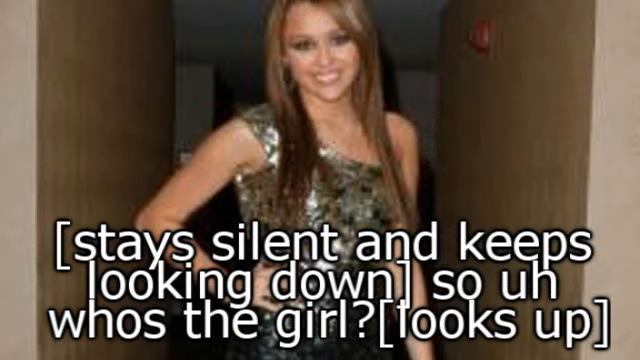 [stays silent and keeps
looking down] so uh
whos the girl?[looks up]